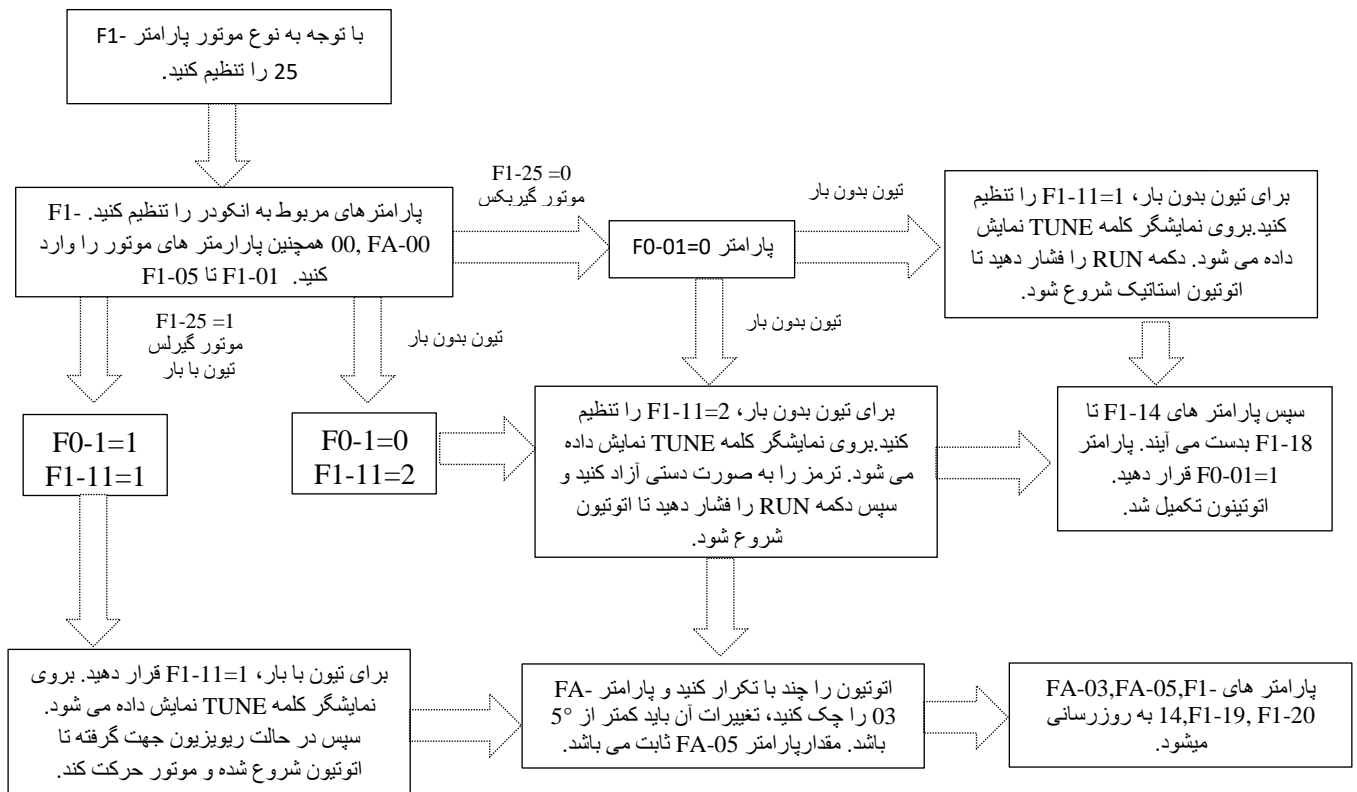 با توجه به نوع موتور پارامتر F1-
25 را تنظیم کنید.
پارامترهای مربوط به انکودر را تنظیم کنید. F1-
00, FA-00 همچنین پارارمتر های موتور را وارد
کنید. F1-01 تا F1-05
F1-25 =0
موتور گیربکس
پارامتر F0-01=0
تیون بدون بار
برای تیون بدون بار، F1-11=1 را تنظیم
کنید.بروی نمایشگر کلمه TUNE نمایش
داده می شود. دکمه RUN را فشار دهید تا
اتوتیون استاتیک شروع شود.
F1-25 =1
موتور گیرلس
تیون با بار
تیون بدون بار
تیون بدون بار
F0-1=1
F1-11=1
F0-1=0
F1-11=2
برای تیون بدون بار، F1-11=2 را تنظیم
کنید.بروی نمایشگر کلمه TUNE نمایش داده
می شود. ترمز را به صورت دستی آزاد کنید و
سپس دکمه RUN را فشار دهید تا اتوتیون
شروع شود.
سپس پارامتر های F1-14 تا
F1-18 بدست می آیند. پارامتر
F0-01=1 قرار دهید.
اتوتینون تکمیل شد.
برای تیون با بار، F1-11=1 قرار دهید. بروی
نمایشگر کلمه TUNE نمایش داده می شود.
سپس در حالت ریویزیون جهت گرفته تا
اتوتیون شروع شده و موتور حرکت کند.
اتوتیون را چند با تکرار کنید و پارامتر FA-
03 را چک کنید، تغییرات آن باید کمتر از 5°
باشد. مقدارپارامتر FA-05 ثابت می باشد.
پارامتر های FA-03,FA-05,F1-
14,F1-19, F1-20 به روزرسانی
میشود.